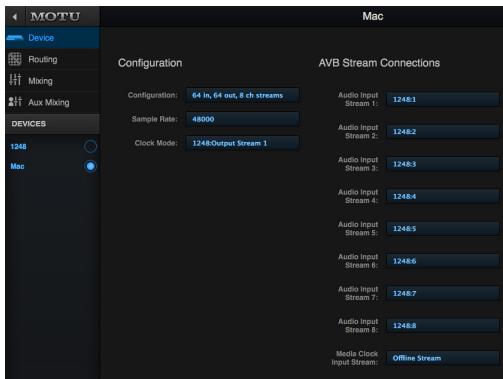 MOTU
Mac
Device
Routing
Mixing
Aux Mixing
DEVICES
1248
Mac
Configuration
Configuration: 64 in, 64 out, 8 ch streams
Sample Rate: 48000
Clock Mode: 1248:Output Stream 1
AVB Stream Connections
Audio Input
Stream 1: 1248:1
Audio Input
Stream 2: 1248:2
Audio Input
Stream 3: 1248:3
Audio Input
Stream 4: 1248:4
Audio Input
Stream 5: 1248:5
Audio Input
Stream 6: 1248:6
Audio Input
Stream 7: 1248:7
Audio Input
Stream 8: 1248:8
Media Clock
Input Stream: Offline Stream